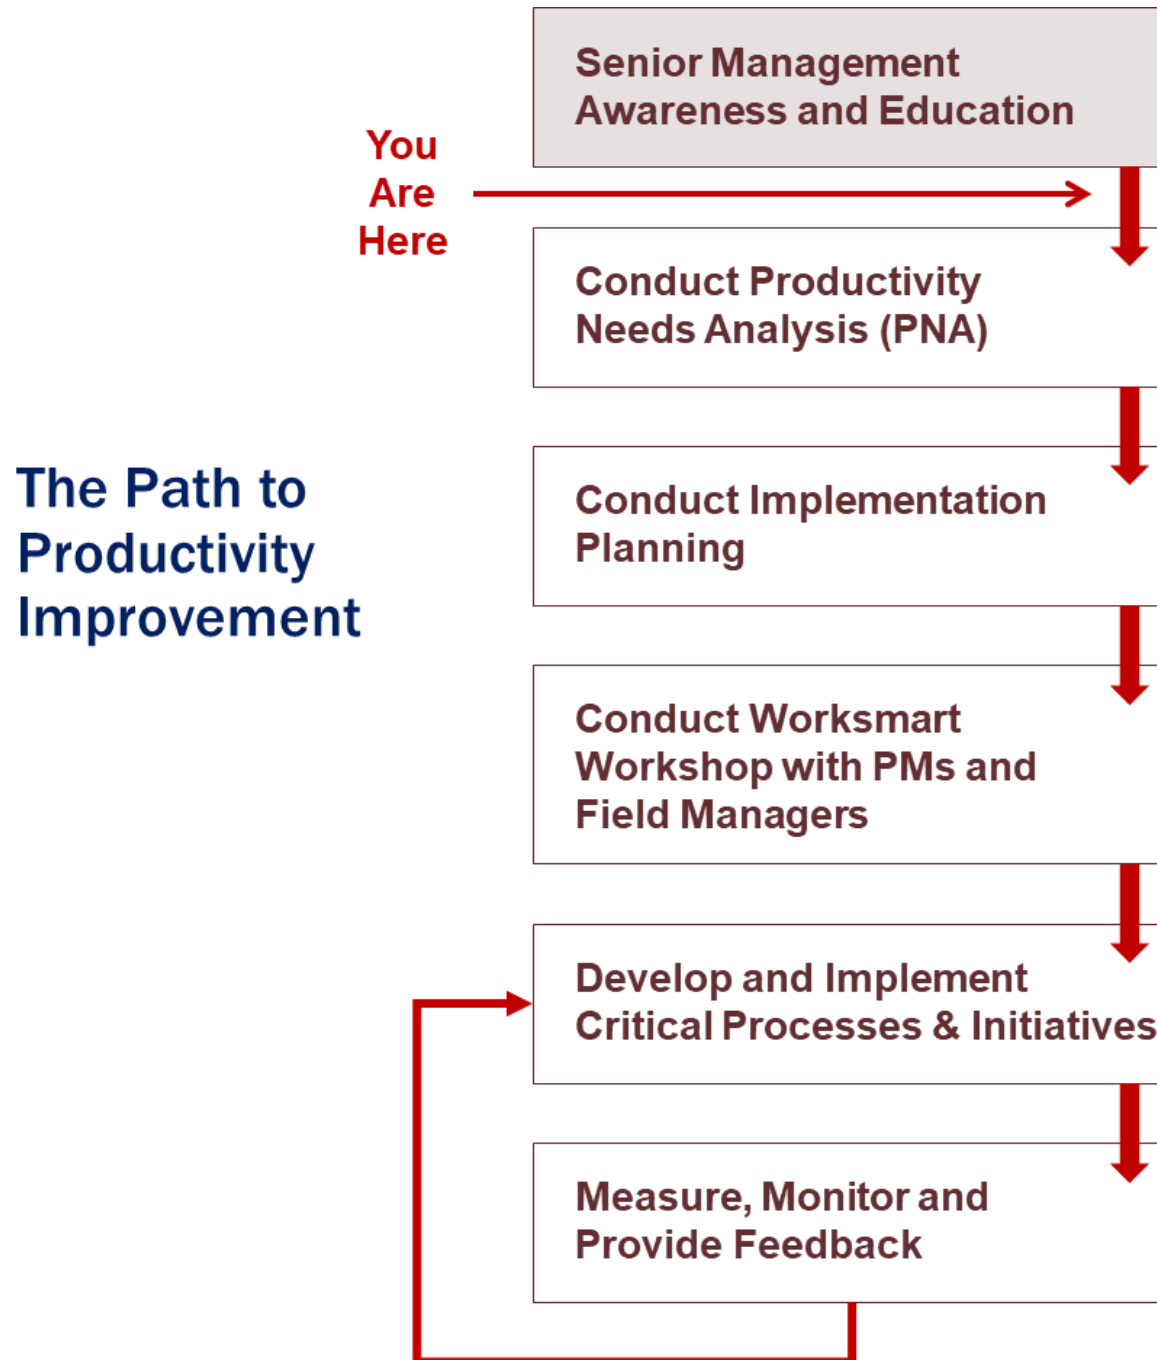 Senior Management
Awareness and Education
You
Are
Here
Conduct Productivity
Needs Analysis (PNA)
The Path to
Productivity
Improvement
Conduct Implementation
Planning
Conduct Worksmart
Workshop with PMs and
Field Managers
Develop and Implement
Critical Processes & Initiatives
Measure, Monitor and
Provide Feedback